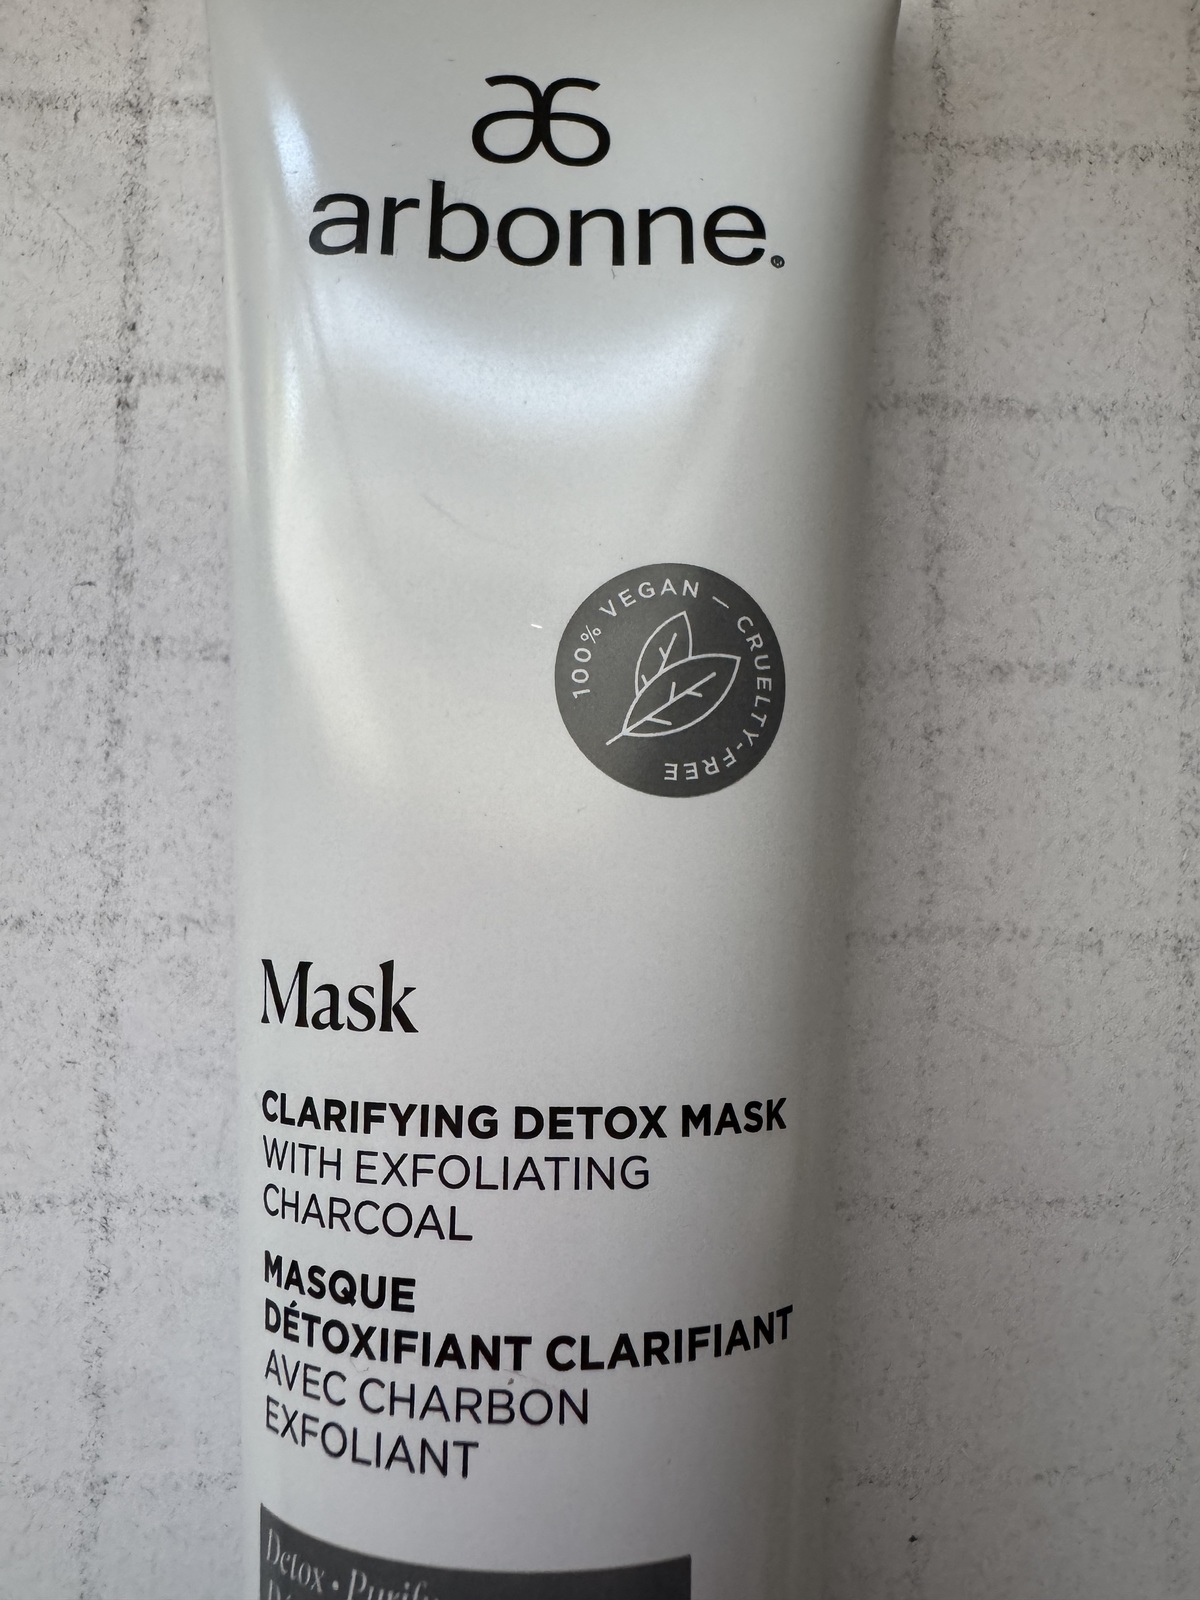 arbonne®
100% VEGAN — CRUELTY-FREE
Mask
CLARIFYING DETOX MASK
WITH EXFOLIATING
CHARCOAL
MASQUE
DÉTOXIFIANT CLARIFIANT
AVEC CHARBON
EXFOLIANT
Detox • Purify